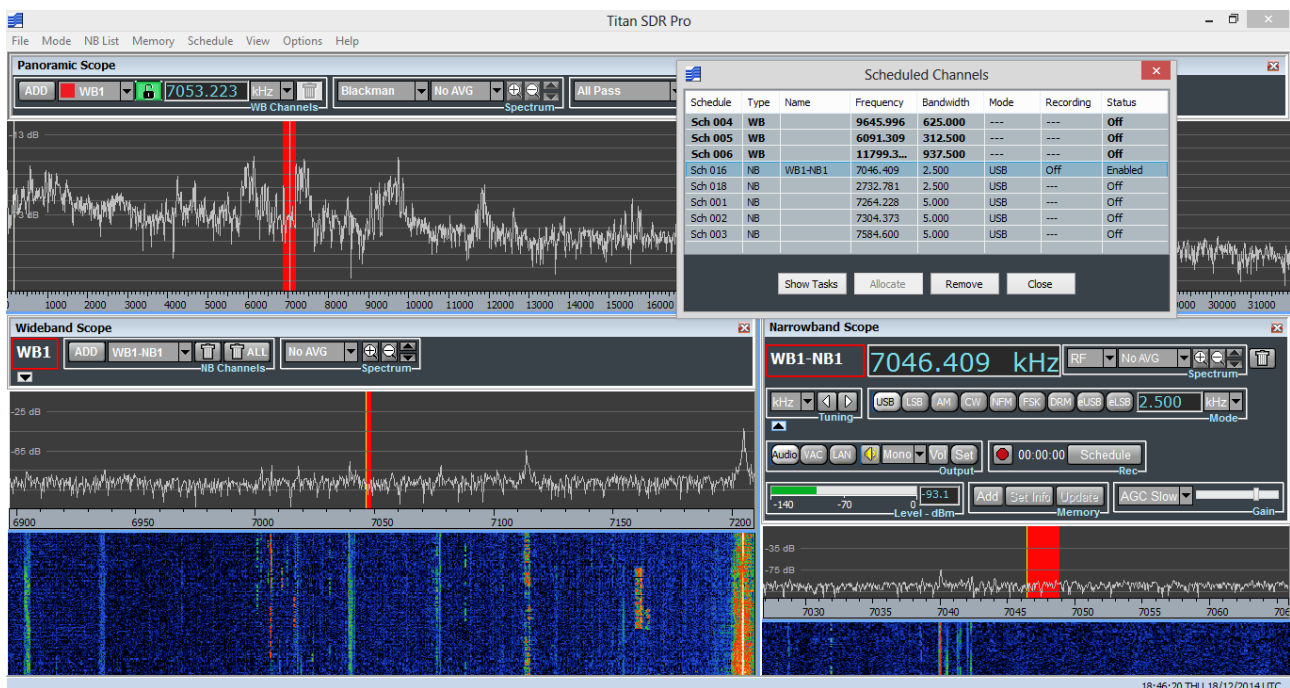 Titan SDR Pro
File Mode NB List Memory Schedule View Options Help
Panoramic Scope
ADD WB1 7053.223 kHz Blackman No AVG All Pass
WB Channels Spectrum
-13 dB
1000 2000 3000 4000 5000 6000 7000 8000 9000 10000 11000 12000 13000 14000 15000 16000 30000 31000
Scheduled Channels
Schedule Type Name Frequency Bandwidth Mode Recording Status
Sch 004 WB 9645.996 625.000 --- --- Off
Sch 005 WB 6091.309 312.500 --- --- Off
Sch 006 WB 11799.3... 937.500 --- --- Off
Sch 016 NB WB1-NB1 7046.409 2.500 USB Off Enabled
Sch 018 NB 2732.781 2.500 USB --- Off
Sch 001 NB 7264.228 5.000 USB --- Off
Sch 002 NB 7304.373 5.000 USB --- Off
Sch 003 NB 7584.600 5.000 USB --- Off
Show Tasks Allocate Remove Close
Wideband Scope
WB1 ADD WB1-NB1 ALL No AVG
NB Channels Spectrum
-25 dB
-65 dB
6900 6950 7000 7050 7100 7150 7200
Narrowband Scope
WB1-NB1 7046.409 kHz RF No AVG
Spectrum
kHz USB LSB AM CW NFM FSK DRM eUSB eLSB 2.500 kHz
Tuning Mode
Audio VAC LAN Mono Vol Set 00:00:00 Schedule
Output Rec
-93.1 Add Set Info Update AGC Slow
-140 -70 0
Level - dBm Memory Gain
-35 dB
-75 dB
7030 7035 7040 7045 7050 7055 7060
18:46:20 THU 18/12/2014 UTC